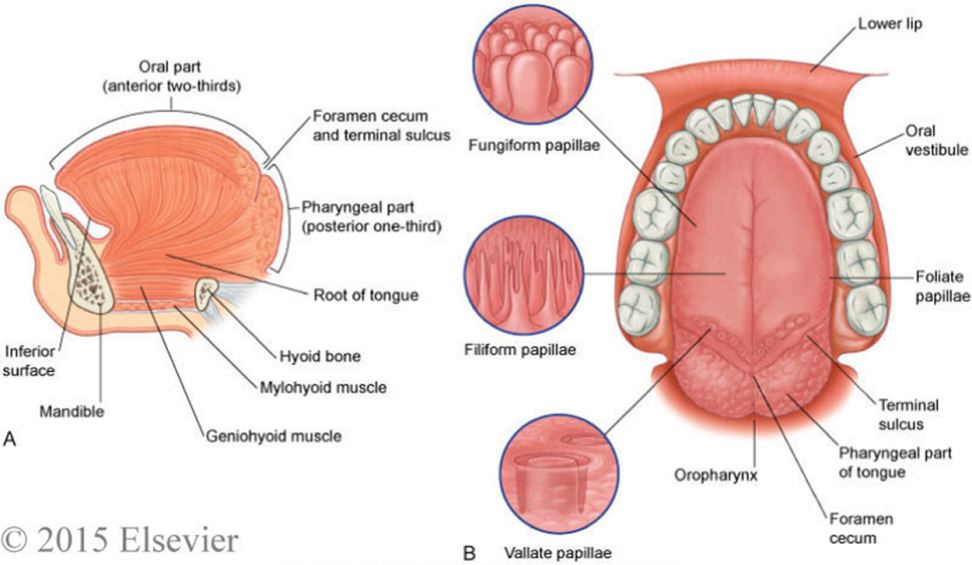 Oral part
(anterior two-thirds)
Foramen cecum
and terminal sulcus
Pharyngeal part
(posterior one-third)
Root of tongue
Hyoid bone
Mylohyoid muscle
Geniohyoid muscle
Inferior
surface
Mandible
A
© 2015 Elsevier
Lower lip
Fungiform papillae
Oral
vestibule
Filiform papillae
Foliate
papillae
Terminal
sulcus
Pharyngeal part
of tongue
Oropharynx
Foramen
cecum
B
Vallate papillae